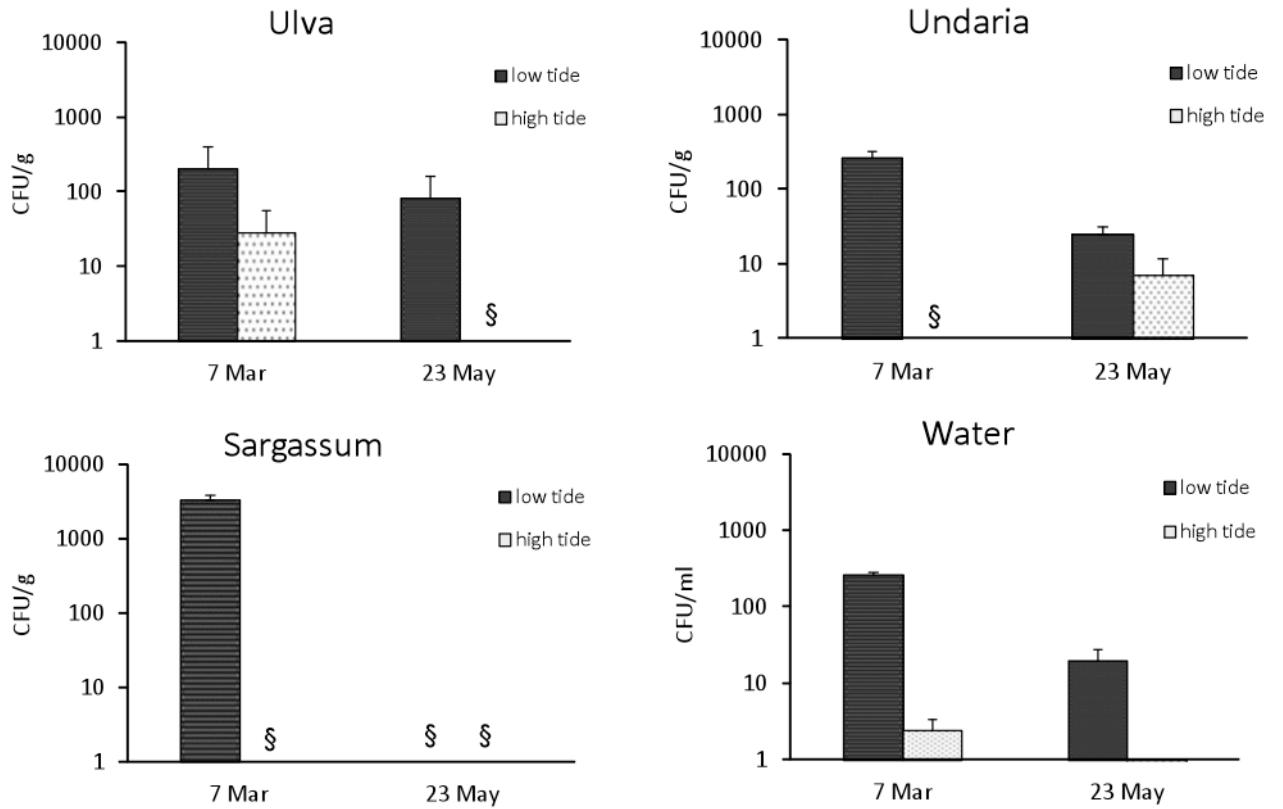 Ulva
10000
1000
100
10
1
CFU/g
low tide
high tide
§
7 Mar
23 May
Undaria
10000
1000
100
10
1
CFU/g
low tide
high tide
§
7 Mar
23 May
Sargassum
10000
1000
100
10
1
CFU/g
low tide
high tide
§
§ §
7 Mar
23 May
Water
10000
1000
100
10
1
CFU/ml
low tide
high tide
7 Mar
23 May